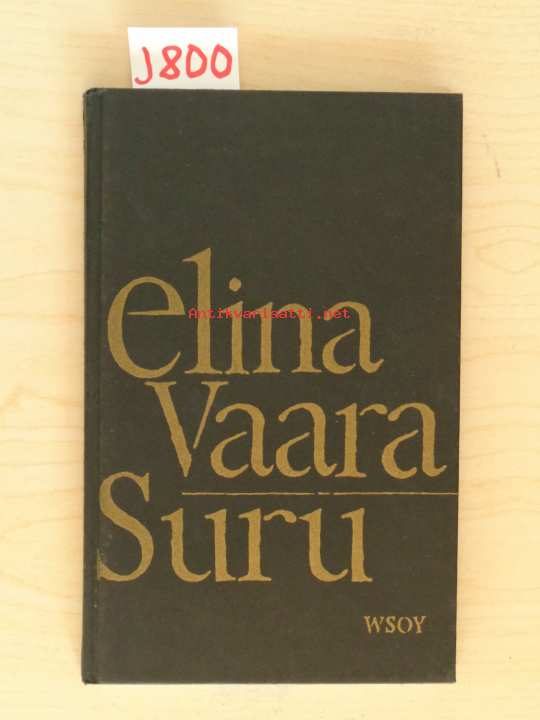 J800
elina
Antikvariaatti.net
Vaara
Suru
WSOY